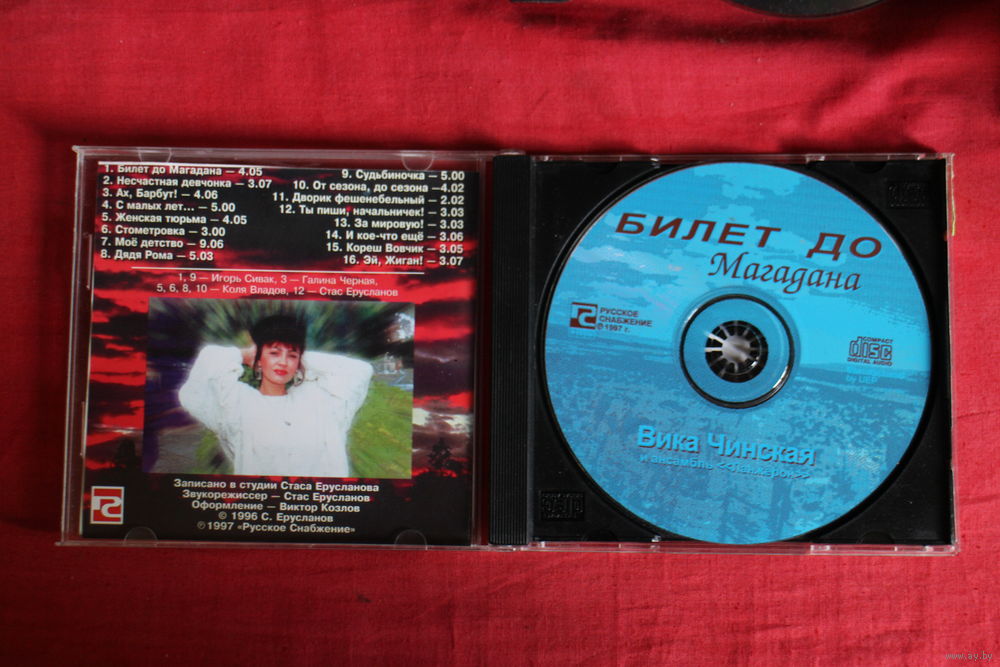 1. Билет до Магадана — 4.05
2. Несчастная девчонка — 3.07
3. Ах, Барбут! — 4.06
4. С малых лет... — 5.00
5. Женская тюрьма — 4.05
6. Стометровка — 3.00
7. Моё детство — 9.06
8. Дядя Рома — 5.03
9. Судьбиночка — 5.00
10. От сезона, до сезона —4.02
11. Дворик фешенебельный — 2.02
12. Ты пиши, начальничек! — 3.03
13. За мировую! — 3.03
14. И кое-что ещё — 3.06
15. Кореш Вовчик — 3.05
16. Эй, Жиган! — 3.07
1, 9 — Игорь Сивак, 3 — Галина Черная,
5, 6, 8, 10 — Коля Владов, 12 — Стас Ерусланов
Записано в студии Стаса Ерусланова
Звукорежиссер — Стас Ерусланов
Оформление — Виктор Козлов
© 1996 С. Ерусланов
℗ 1997 «Русское Снабжение»
БИЛЕТ ДО
Магадана
РУССКОЕ
СНАБЖЕНИЕ
℗ 1997 г.
COMPACT
disc
DIGITAL AUDIO
by UEP
Вика Чинская
и ансамбль <<Ланжерон>>
www.ay.by